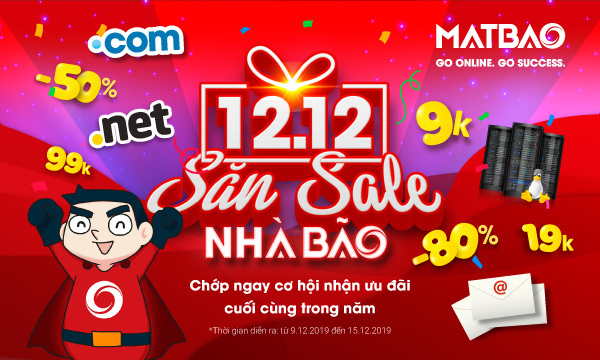 .com
MATBAO
GO ONLINE. GO SUCCESS.
-50%
.net
99k
12.12
Săn Sale
NHÀ BÃO
9k
-80%
19k
@
Chớp ngay cơ hội nhận ưu đãi
cuối cùng trong năm
*Thời gian diễn ra: từ 9.12.2019 đến 15.12.2019